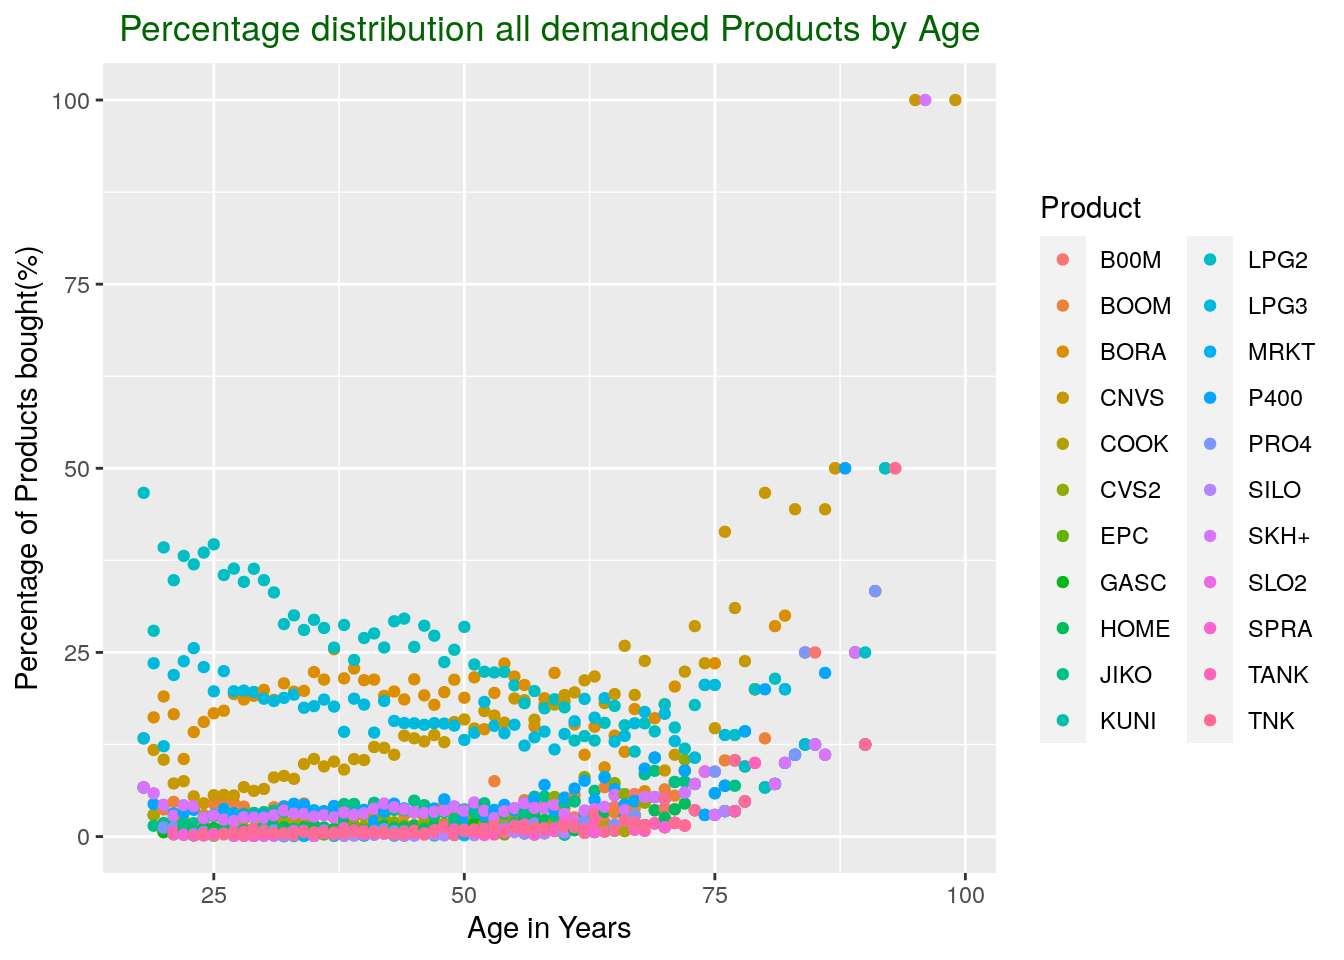 Percentage distribution all demanded Products by Age
Percentage of Products bought(%)
100
75
50
25
0
25
50
75
100
Age in Years
Product
B00M
BOOM
BORA
CNVS
COOK
CVS2
EPC
GASC
HOME
JIKO
KUNI
LPG2
LPG3
MRKT
P400
PRO4
SILO
SKH+
SLO2
SPRA
TANK
TNK